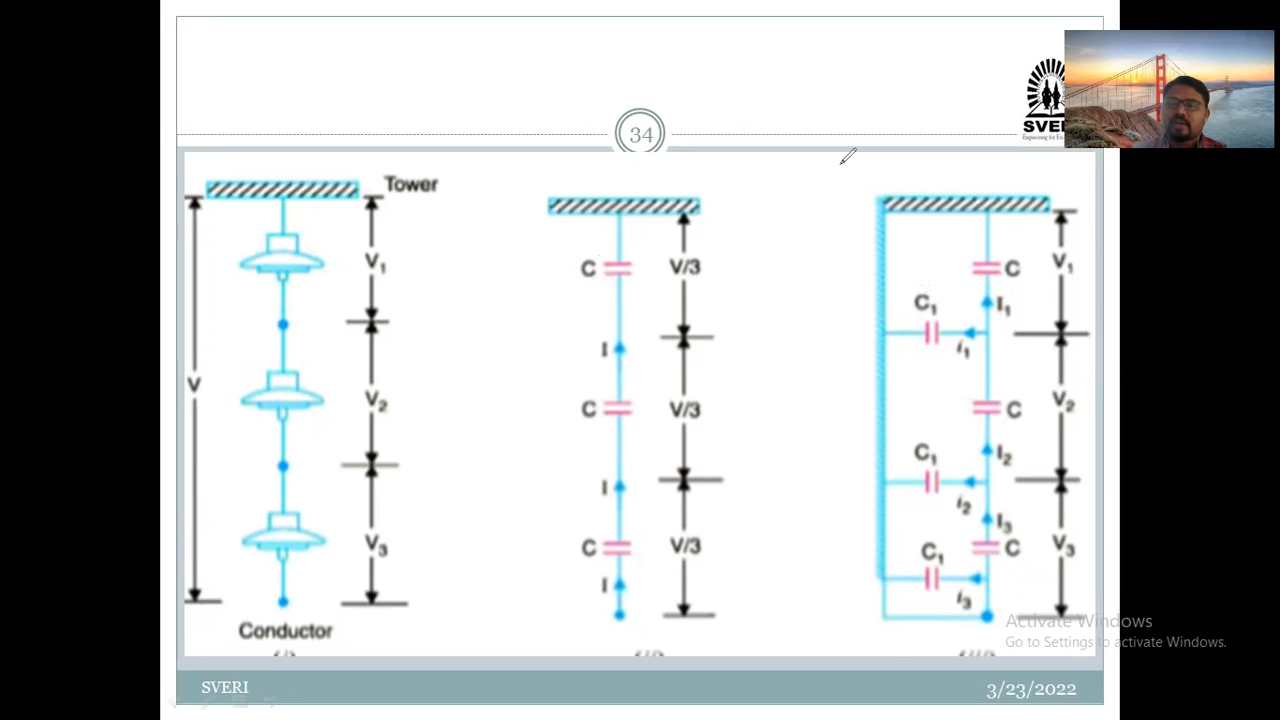 34
SVERI
Tower
V
V₁
V₂
V₃
Conductor
C
V/3
I
C
V/3
I
C
V/3
I
C
V₁
I₁
C₁
i₁
C
V₂
I₂
C₁
i₂
I₃
C
V₃
C₁
i₃
Activate Windows
Go to Settings to activate Windows.
SVERI
3/23/2022